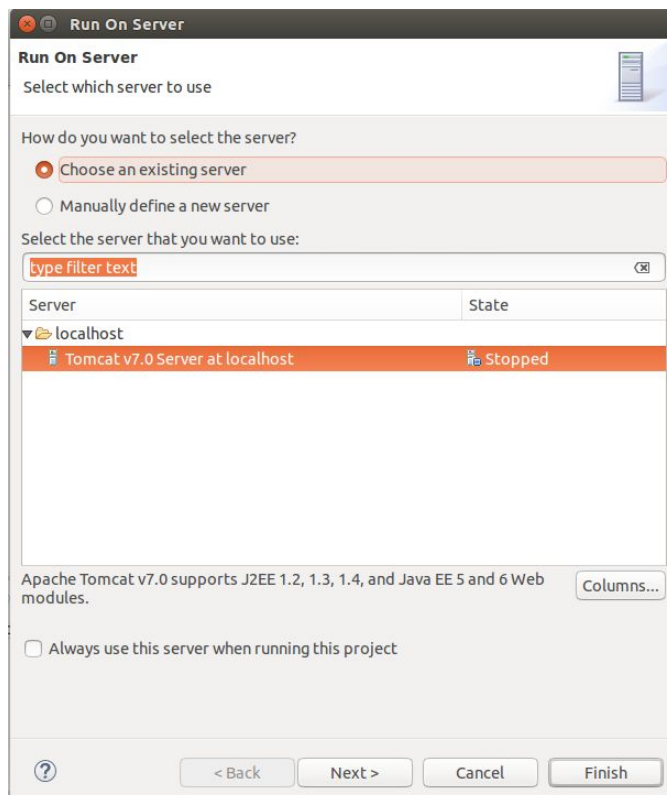 Run On Server
Run On Server
Select which server to use
How do you want to select the server?
Choose an existing server
Manually define a new server
Select the server that you want to use:
type filter text
Server State
localhost
Tomcat v7.0 Server at localhost Stopped
Apache Tomcat v7.0 supports J2EE 1.2, 1.3, 1.4, and Java EE 5 and 6 Web
modules.
Columns...
Always use this server when running this project
? < Back Next > Cancel Finish